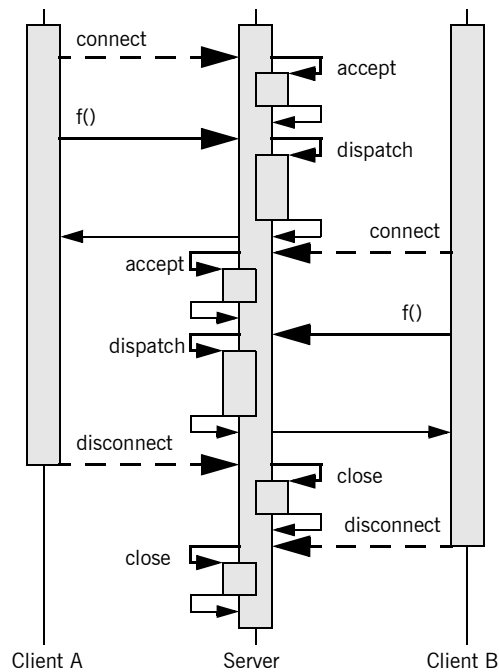 connect
accept
f()
dispatch
connect
accept
f()
dispatch
disconnect
close
disconnect
close
Client A
Server
Client B